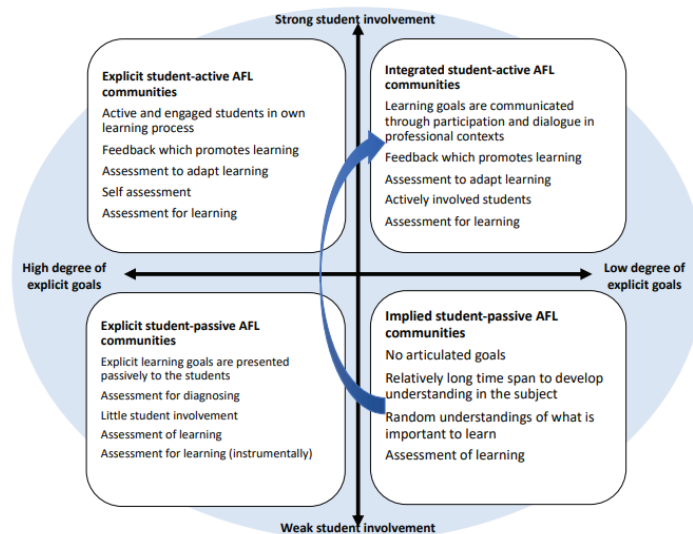 Strong student involvement
Explicit student-active AFL
communities
Active and engaged students in own
learning process
Feedback which promotes learning
Assessment to adapt learning
Self assessment
Assessment for learning
Integrated student-active AFL
communities
Learning goals are communicated
through participation and dialogue in
professional contexts
Feedback which promotes learning
Assessment to adapt learning
Actively involved students
Assessment for learning
High degree of
explicit goals
Low degree of
explicit goals
Explicit student-passive AFL
communities
Explicit learning goals are presented
passively to the students
Assessment for diagnosing
Little student involvement
Assessment of learning
Assessment for learning (instrumentally)
Implied student-passive AFL
communities
No articulated goals
Relatively long time span to develop
understanding in the subject
Random understandings of what is
important to learn
Assessment of learning
Weak student involvement